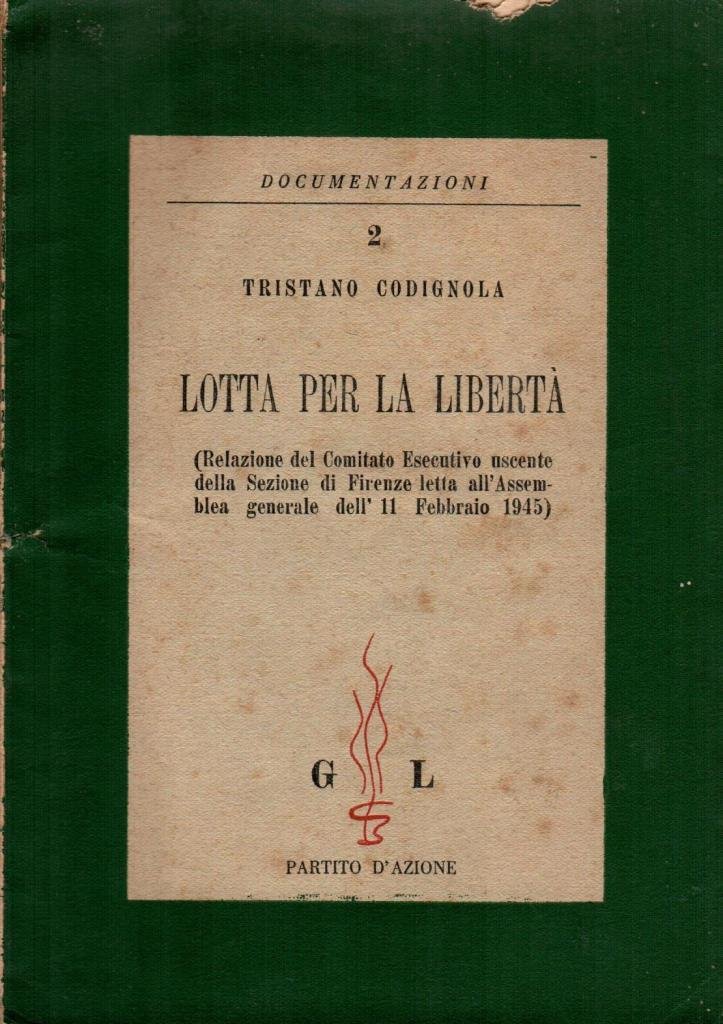 DOCUMENTAZIONI
2
TRISTANO CODIGNOLA
LOTTA PER LA LIBERTÀ
(Relazione del Comitato Esecutivo uscente
della Sezione di Firenze letta all'Assem-
blea generale dell' 11 Febbraio 1945)
G L
PARTITO D'AZIONE